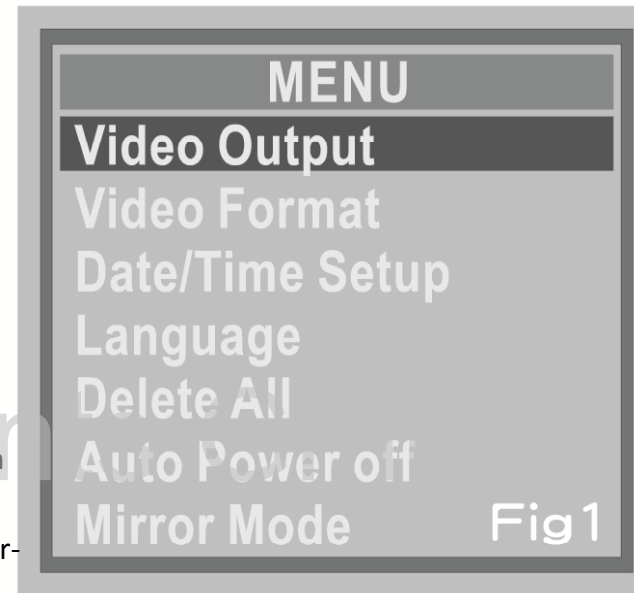 MENU
Video Output
Video Format
Date/Time Setup
Language
Delete All
Auto Power off
Mirror Mode
Fig1
r-